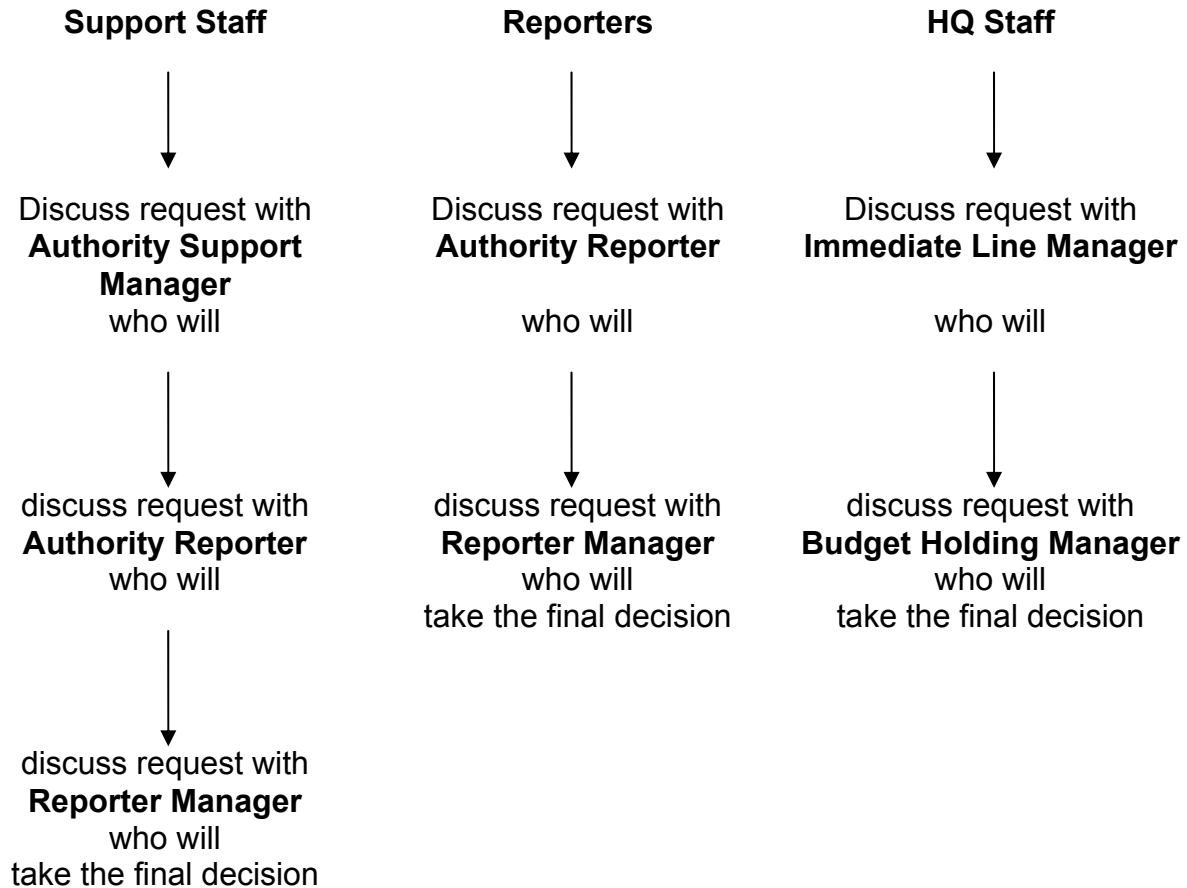 Support Staff
Discuss request with
Authority Support
Manager
who will
discuss request with
Authority Reporter
who will
discuss request with
Reporter Manager
who will
take the final decision
Reporters
Discuss request with
Authority Reporter
who will
discuss request with
Reporter Manager
who will
take the final decision
HQ Staff
Discuss request with
Immediate Line Manager
who will
discuss request with
Budget Holding Manager
who will
take the final decision